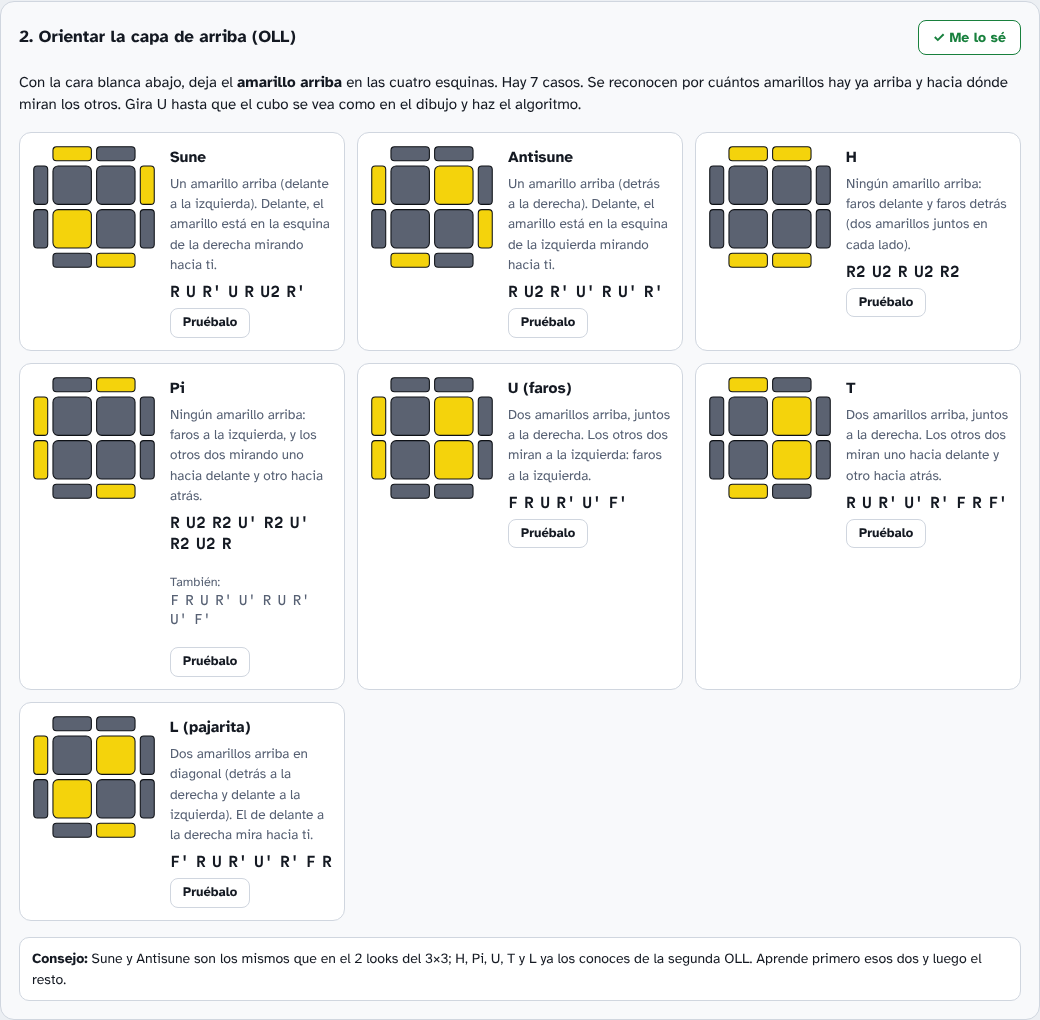 2. Orientar la capa de arriba (OLL)
✓ Me lo sé
Con la cara blanca abajo, deja el amarillo arriba en las cuatro esquinas. Hay 7 casos. Se reconocen por cuántos amarillos hay ya arriba y hacia dónde
miran los otros. Gira U hasta que el cubo se vea como en el dibujo y haz el algoritmo.
Sune
Un amarillo arriba (delante
a la izquierda). Delante, el
amarillo está en la esquina
de la derecha mirando
hacia ti.
R U R' U R U2 R'
Pruébalo
Antisune
Un amarillo arriba (detrás
a la derecha). Delante, el
amarillo está en la esquina
de la izquierda mirando
hacia ti.
R U2 R' U' R U' R'
Pruébalo
H
Ningún amarillo arriba:
faros delante y faros detrás
(dos amarillos juntos en
cada lado).
R2 U2 R U2 R2
Pruébalo
Pi
Ningún amarillo arriba:
faros a la izquierda, y los
otros dos mirando uno
hacia delante y otro hacia
atrás.
R U2 R2 U' R2 U'
R2 U2 R
También:
F R U R' U' R U R'
U' F'
Pruébalo
U (faros)
Dos amarillos arriba, juntos
a la derecha. Los otros dos
miran a la izquierda: faros
a la izquierda.
F R U R' U' F'
Pruébalo
T
Dos amarillos arriba, juntos
a la derecha. Los otros dos
miran uno hacia delante y
otro hacia atrás.
R U R' U' R' F R F'
Pruébalo
L (pajarita)
Dos amarillos arriba en
diagonal (detrás a la
derecha y delante a la
izquierda). El de delante a
la derecha mira hacia ti.
F' R U R' U' R' F R
Pruébalo
Consejo: Sune y Antisune son los mismos que en el 2 looks del 3×3; H, Pi, U, T y L ya los conoces de la segunda OLL. Aprende primero esos dos y luego el
resto.